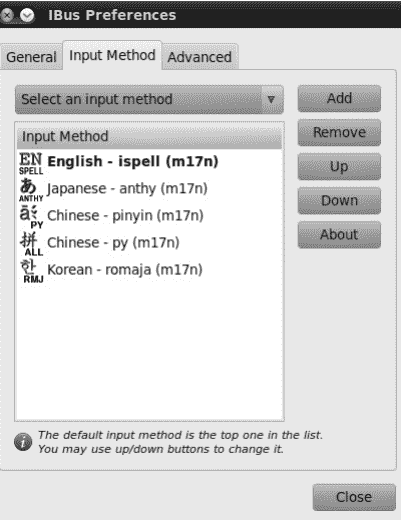 IBus Preferences
General Input Method Advanced
Select an input method
Add
Input Method
Remove
EN SPELL English - ispell (m17n)
Up
あ ANTHY Japanese - anthy (m17n)
Down
PY Chinese - pinyin (m17n)
About
拼 ALL Chinese - py (m17n)
한 RMJ Korean - romaja (m17n)
The default input method is the top one in the list.
You may use up/down buttons to change it.
Close